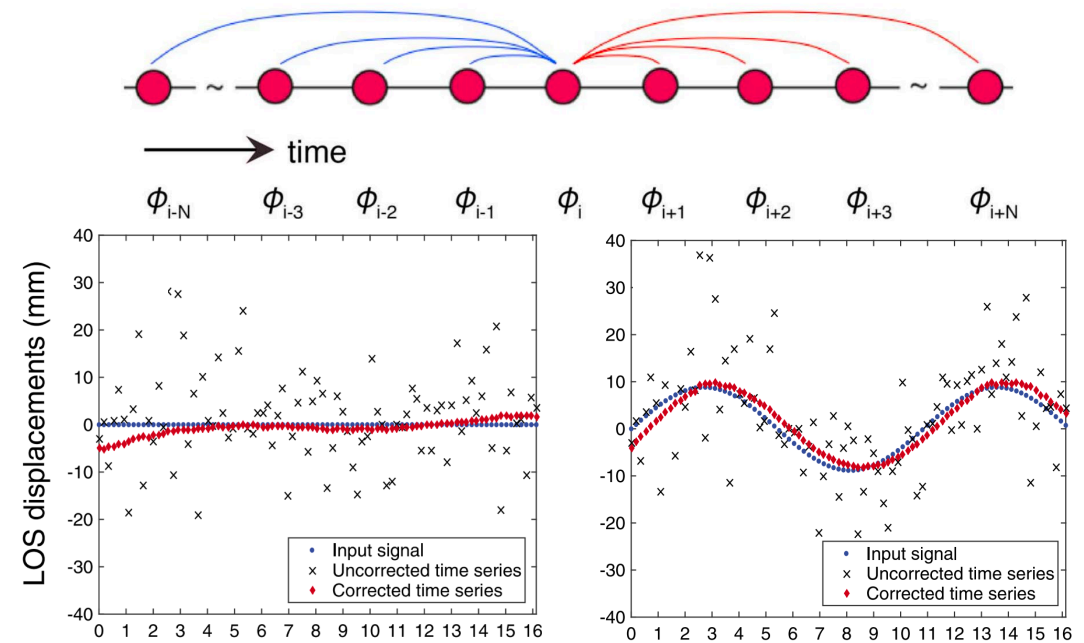 ~ ~
time
ϕi-N ϕi-3 ϕi-2 ϕi-1 ϕi ϕi+1 ϕi+2 ϕi+3 ϕi+N
LOS displacements (mm)
40
30
20
10
0
-10
-20
-30
-40
0 1 2 3 4 5 6 7 8 9 10 11 12 13 14 15 16
Input signal
Uncorrected time series
Corrected time series
40
30
20
10
0
-10
-20
-30
-40
0 1 2 3 4 5 6 7 8 9 10 11 12 13 14 15 16
Input signal
Uncorrected time series
Corrected time series